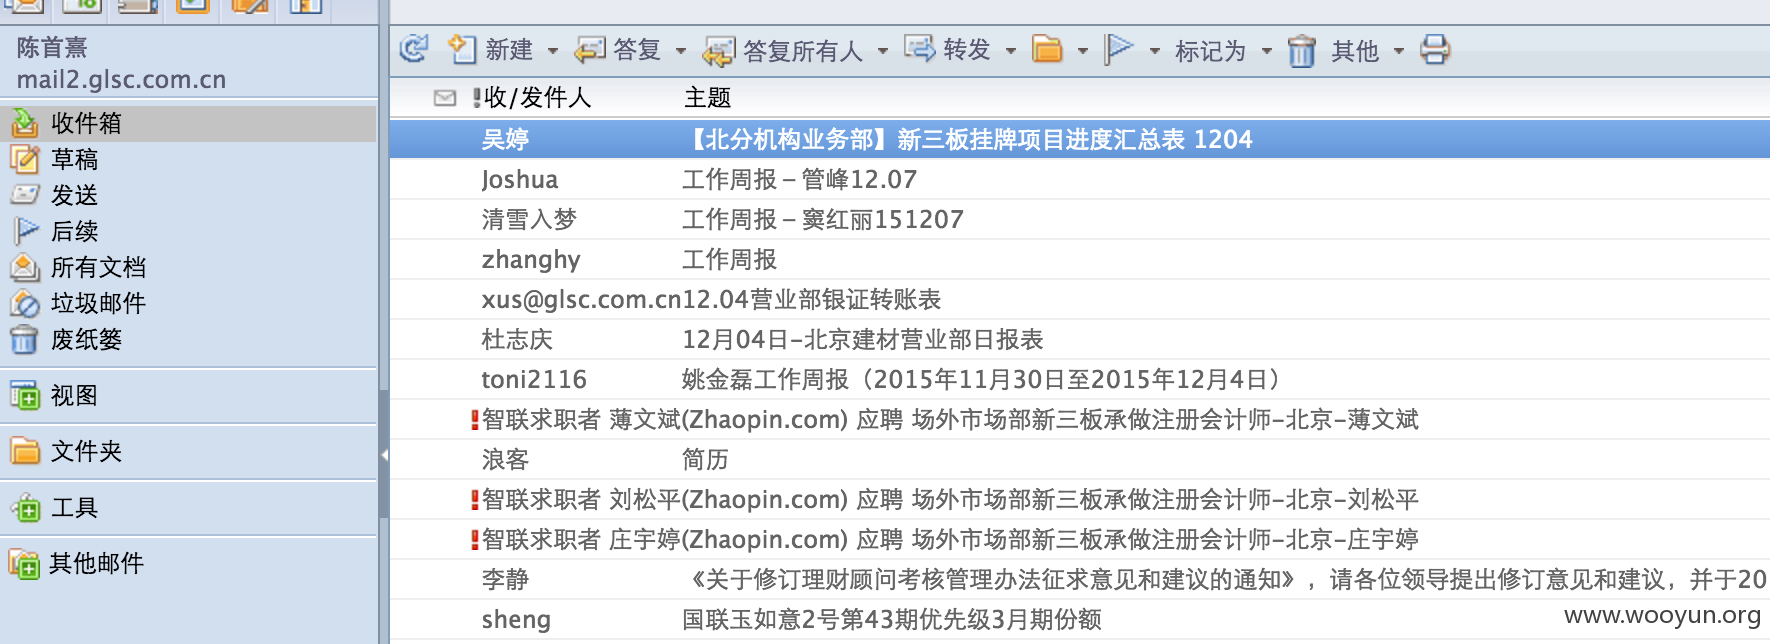 陈首熹
mail2.glsc.com.cn
收件箱
草稿
发送
后续
所有文档
垃圾邮件
废纸篓
视图
文件夹
工具
其他邮件
新建 答复 答复所有人 转发 标记为 其他
收/发件人 主题
吴婷 【北分机构业务部】新三板挂牌项目进度汇总表 1204
Joshua 工作周报－管峰12.07
清雪入梦 工作周报－窦红丽151207
zhanghy 工作周报
xus@glsc.com.cn 12.04营业部银证转账表
杜志庆 12月04日-北京建材营业部日报表
toni2116 姚金磊工作周报（2015年11月30日至2015年12月4日）
智联求职者 薄文斌 (Zhaopin.com) 应聘 场外市场部新三板承做注册会计师-北京-薄文斌
浪客 简历
智联求职者 刘松平 (Zhaopin.com) 应聘 场外市场部新三板承做注册会计师-北京-刘松平
智联求职者 庄宇婷 (Zhaopin.com) 应聘 场外市场部新三板承做注册会计师-北京-庄宇婷
李静 《关于修订理财顾问考核管理办法征求意见和建议的通知》，请各位领导提出修订意见和建议，并于20
sheng 国联玉如意2号第43期优先级3月期份额
www.wooyun.org